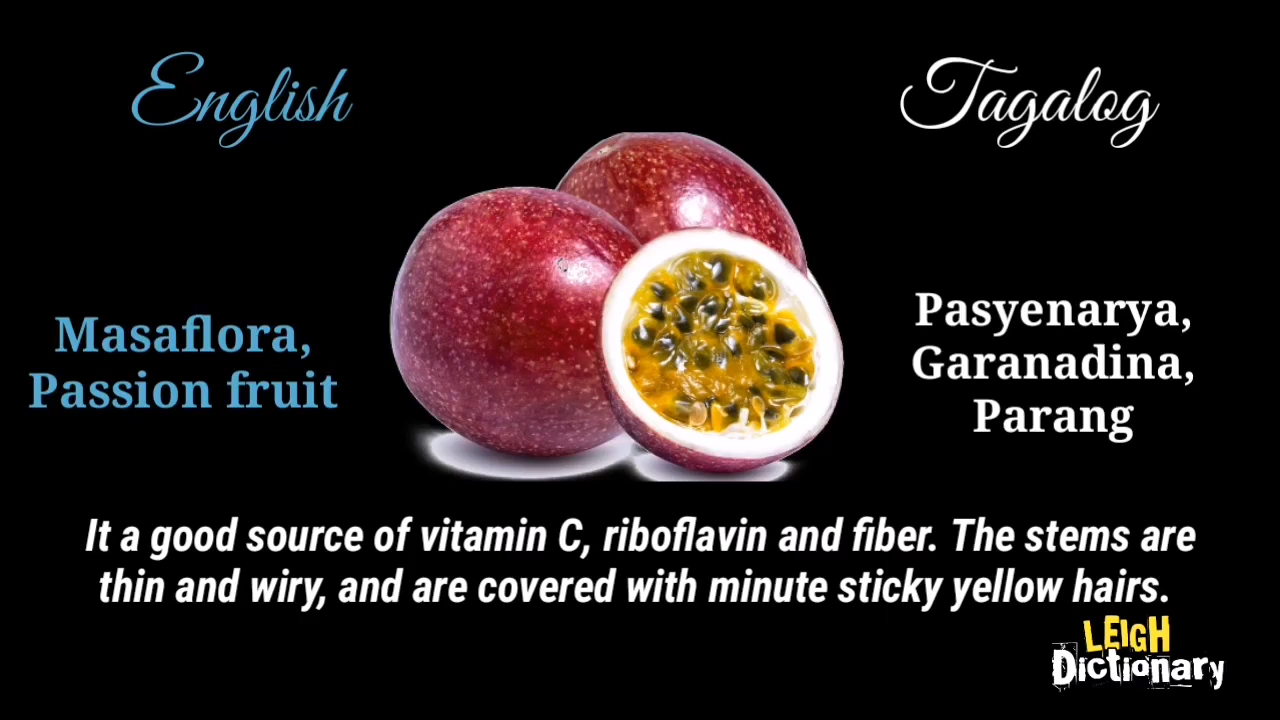 English
Tagalog
Masaflora,
Passion fruit
Pasyenarya,
Garanadina,
Parang
It a good source of vitamin C, riboflavin and fiber. The stems are
thin and wiry, and are covered with minute sticky yellow hairs.
LEIGH
Dictionary